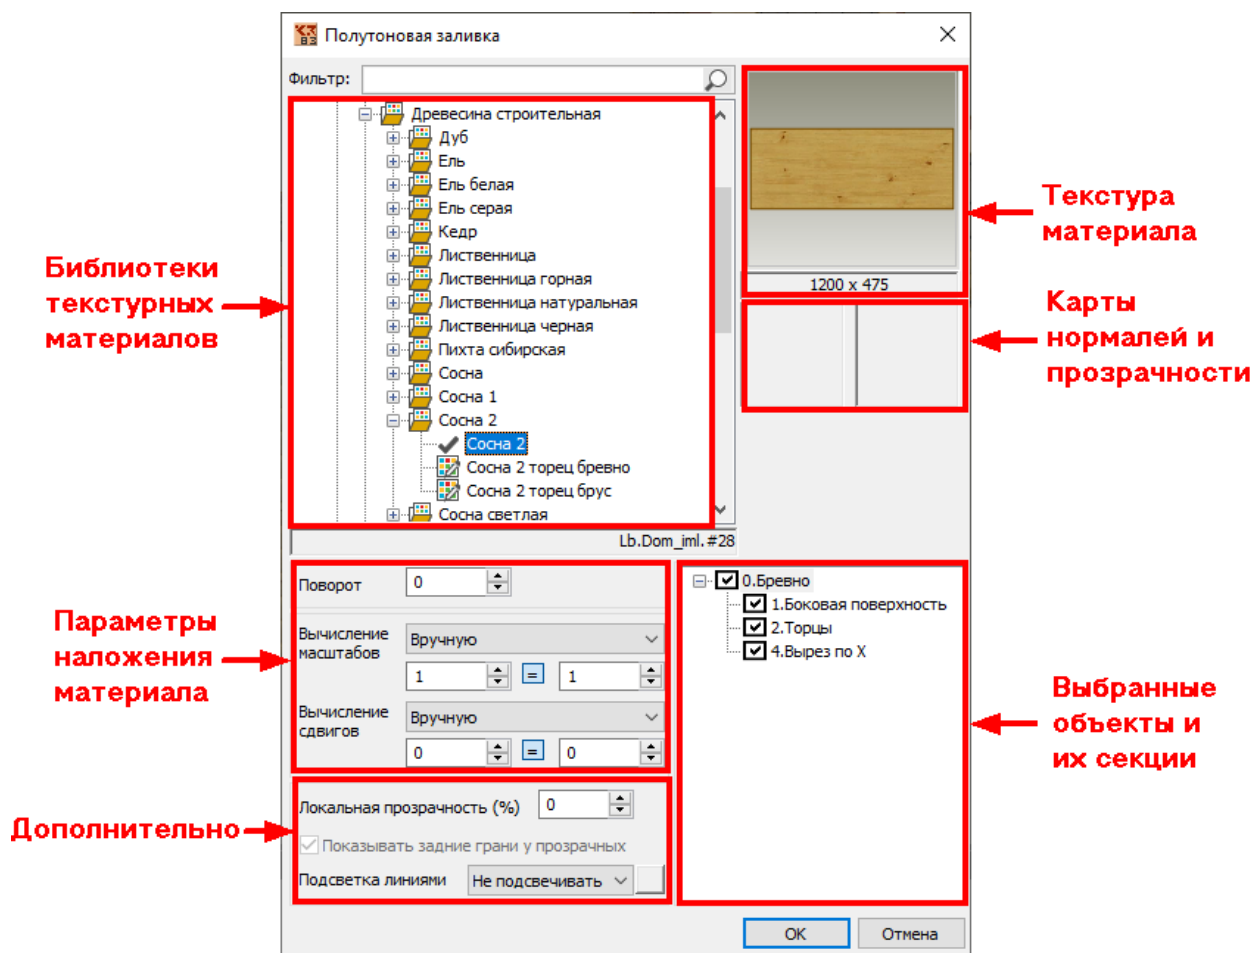 КЗ
ВЗ
Полутоновая заливка
Фильтр:
Древесина строительная
Дуб
Ель
Ель белая
Ель серая
Кедр
Лиственница
Лиственница горная
Лиственница натуральная
Лиственница черная
Пихта сибирская
Сосна
Сосна 1
Сосна 2
Сосна 2
Сосна 2 торец бревно
Сосна 2 торец брус
Сосна светлая
Lb.Dom_iml.#28
1200 x 475
Библиотеки
текстурных
материалов
Текстура
материала
Карты
нормалей и
прозрачности
Поворот
0
Вычисление
масштабов
Вручную
1 = 1
Вычисление
сдвигов
Вручную
0 = 0
Параметры
наложения
материала
0.Бревно
1.Боковая поверхность
2.Торцы
4.Вырез по X
Выбранные
объекты и
их секции
Локальная прозрачность (%) 0
Показывать задние грани у прозрачных
Подсветка линиями Не подсвечивать
Дополнительно
OK
Отмена